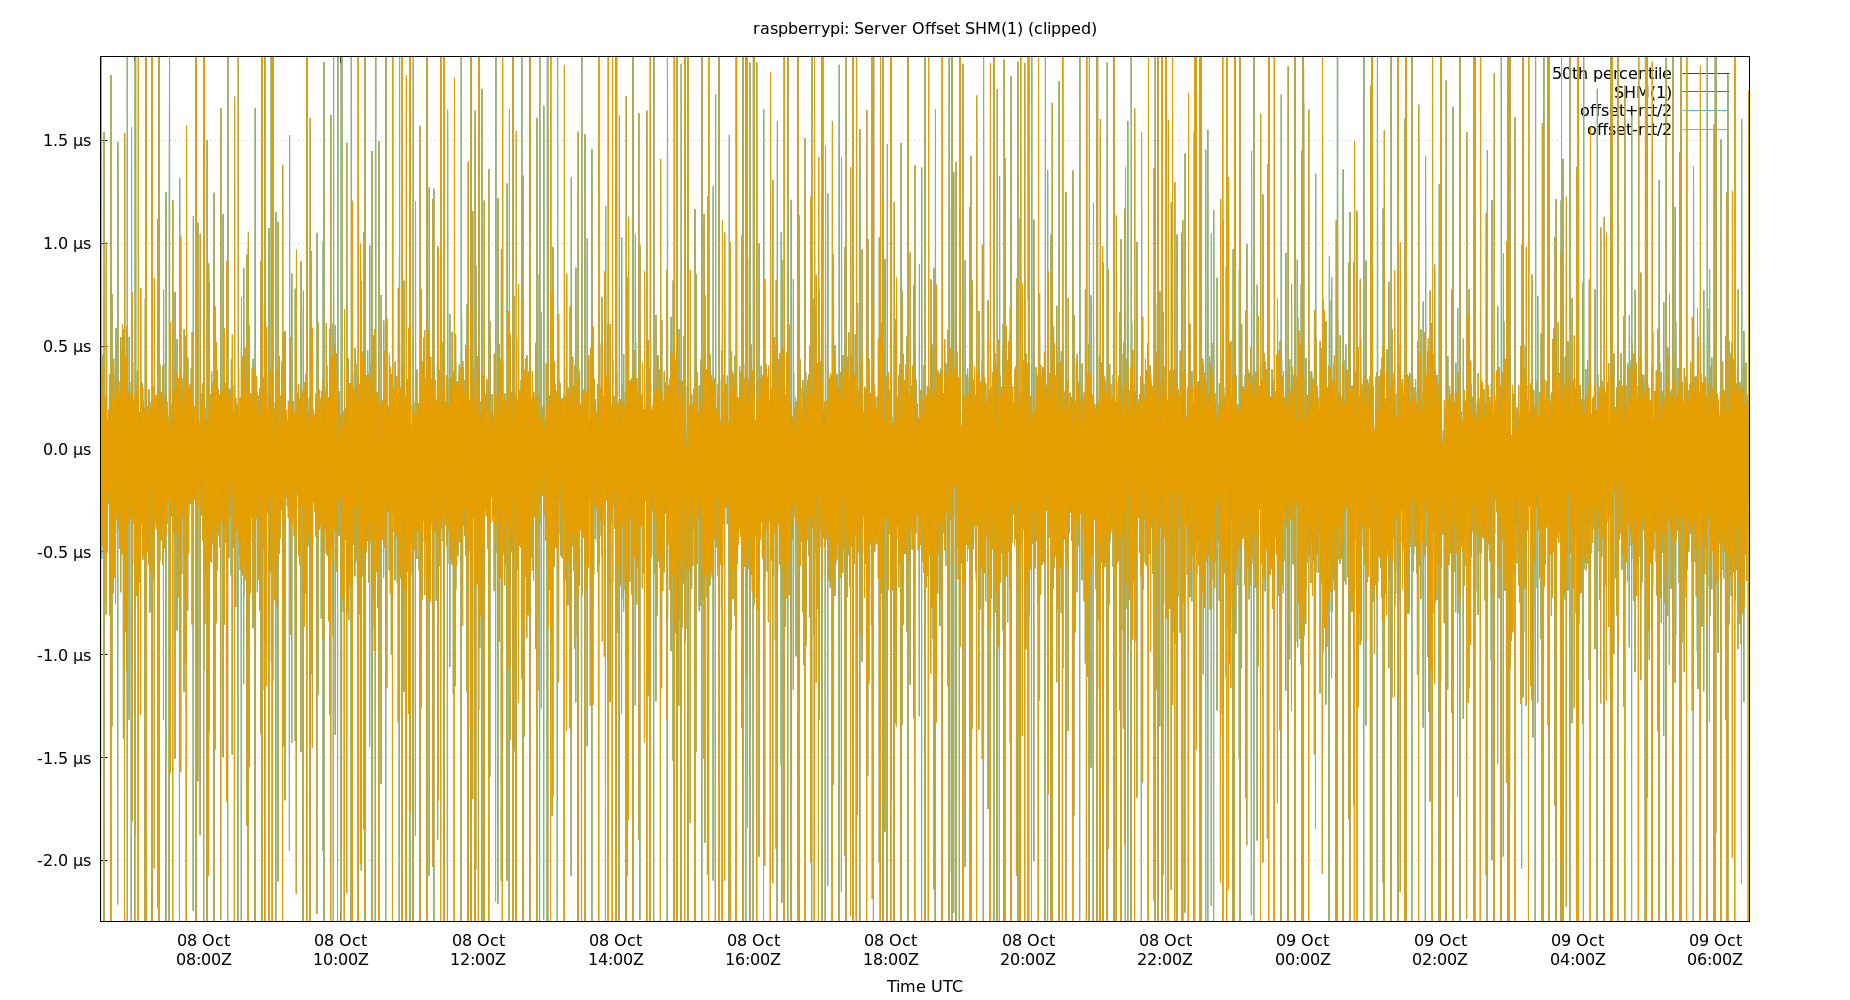 raspberrypi: Server Offset SHM(1) (clipped)
50th percentile
SHM(1)
offset+rtt/2
offset-rtt/2
1.5 µs
1.0 µs
0.5 µs
0.0 µs
-0.5 µs
-1.0 µs
-1.5 µs
-2.0 µs
08 Oct 08 Oct 08 Oct 08 Oct 08 Oct 08 Oct 08 Oct 08 Oct 09 Oct 09 Oct 09 Oct 09 Oct
08:00Z 10:00Z 12:00Z 14:00Z 16:00Z 18:00Z 20:00Z 22:00Z 00:00Z 02:00Z 04:00Z 06:00Z
Time UTC